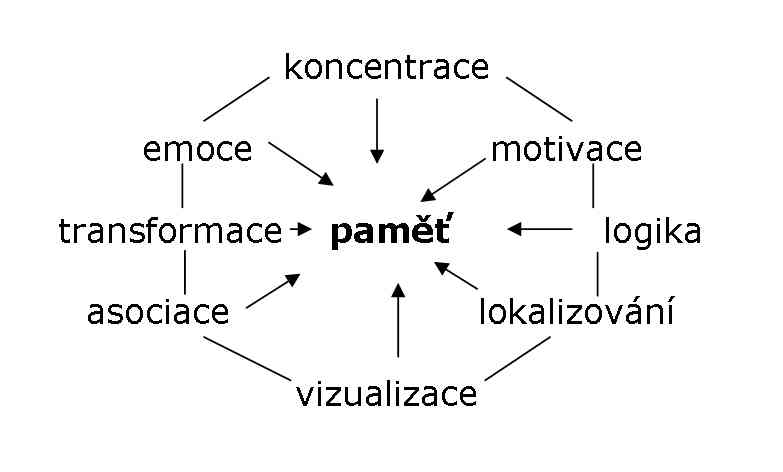 koncentrace
emoce motivace
transformace paměť logika
asociace lokalizování
vizualizace